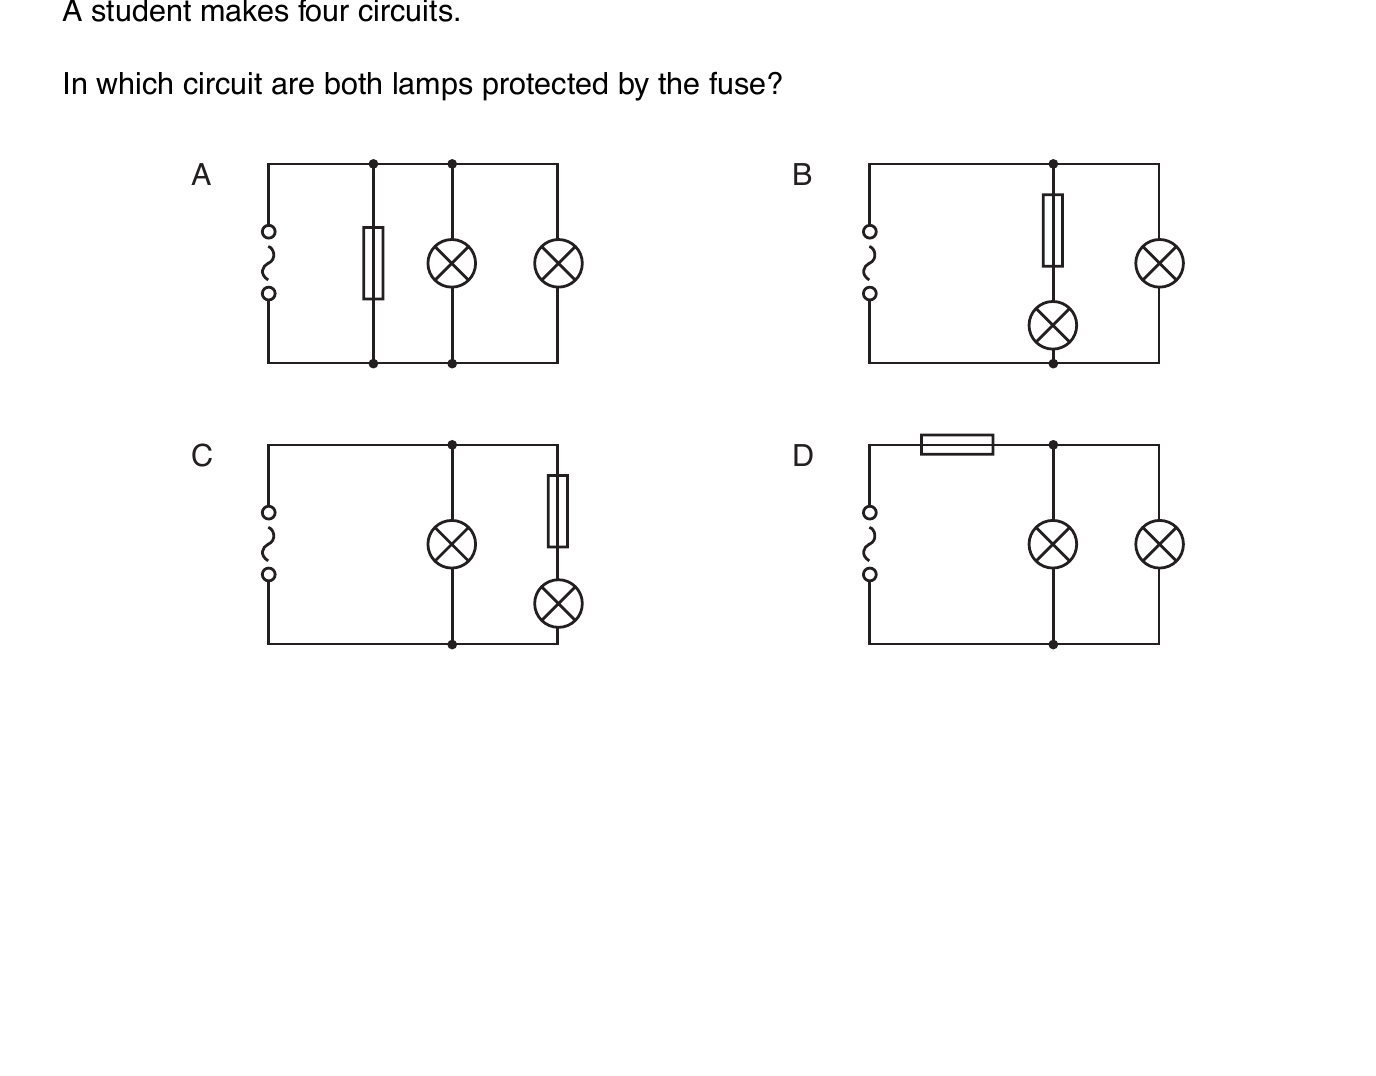 A student makes four circuits.
In which circuit are both lamps protected by the fuse?
A
B
C
D